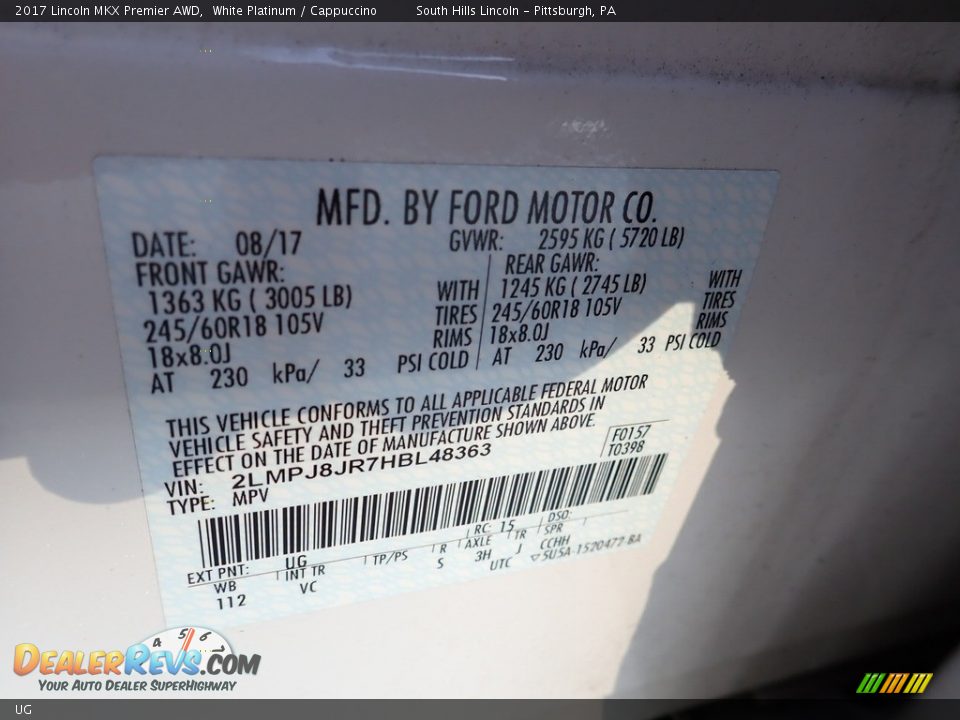 2017 Lincoln MKX Premier AWD, White Platinum / Cappuccino South Hills Lincoln - Pittsburgh, PA
MFD. BY FORD MOTOR CO.
DATE: 08/17 GVWR: 2595 KG ( 5720 LB)
FRONT GAWR: REAR GAWR:
1363 KG ( 3005 LB) WITH 1245 KG ( 2745 LB) WITH
245/60R18 105V TIRES 245/60R18 105V TIRES
18x8.0J RIMS 18x8.0J RIMS
AT 230 kPa/ 33 PSI COLD AT 230 kPa/ 33 PSI COLD
THIS VEHICLE CONFORMS TO ALL APPLICABLE FEDERAL MOTOR
VEHICLE SAFETY AND THEFT PREVENTION STANDARDS IN
EFFECT ON THE DATE OF MANUFACTURE SHOWN ABOVE.
F0157
T0398
VIN: 2LMPJ8JR7HBL48363
TYPE: MPV
RC: 15 DSO:
EXT PNT: UG
WB INT TR TP/PS R AXLE TR SPR
112 VC S 3H J CCHH
UTC ▽5U5A-1520472-BA
4 5 6
DealerRevs.com
Your Auto Dealer SuperHighway
UG